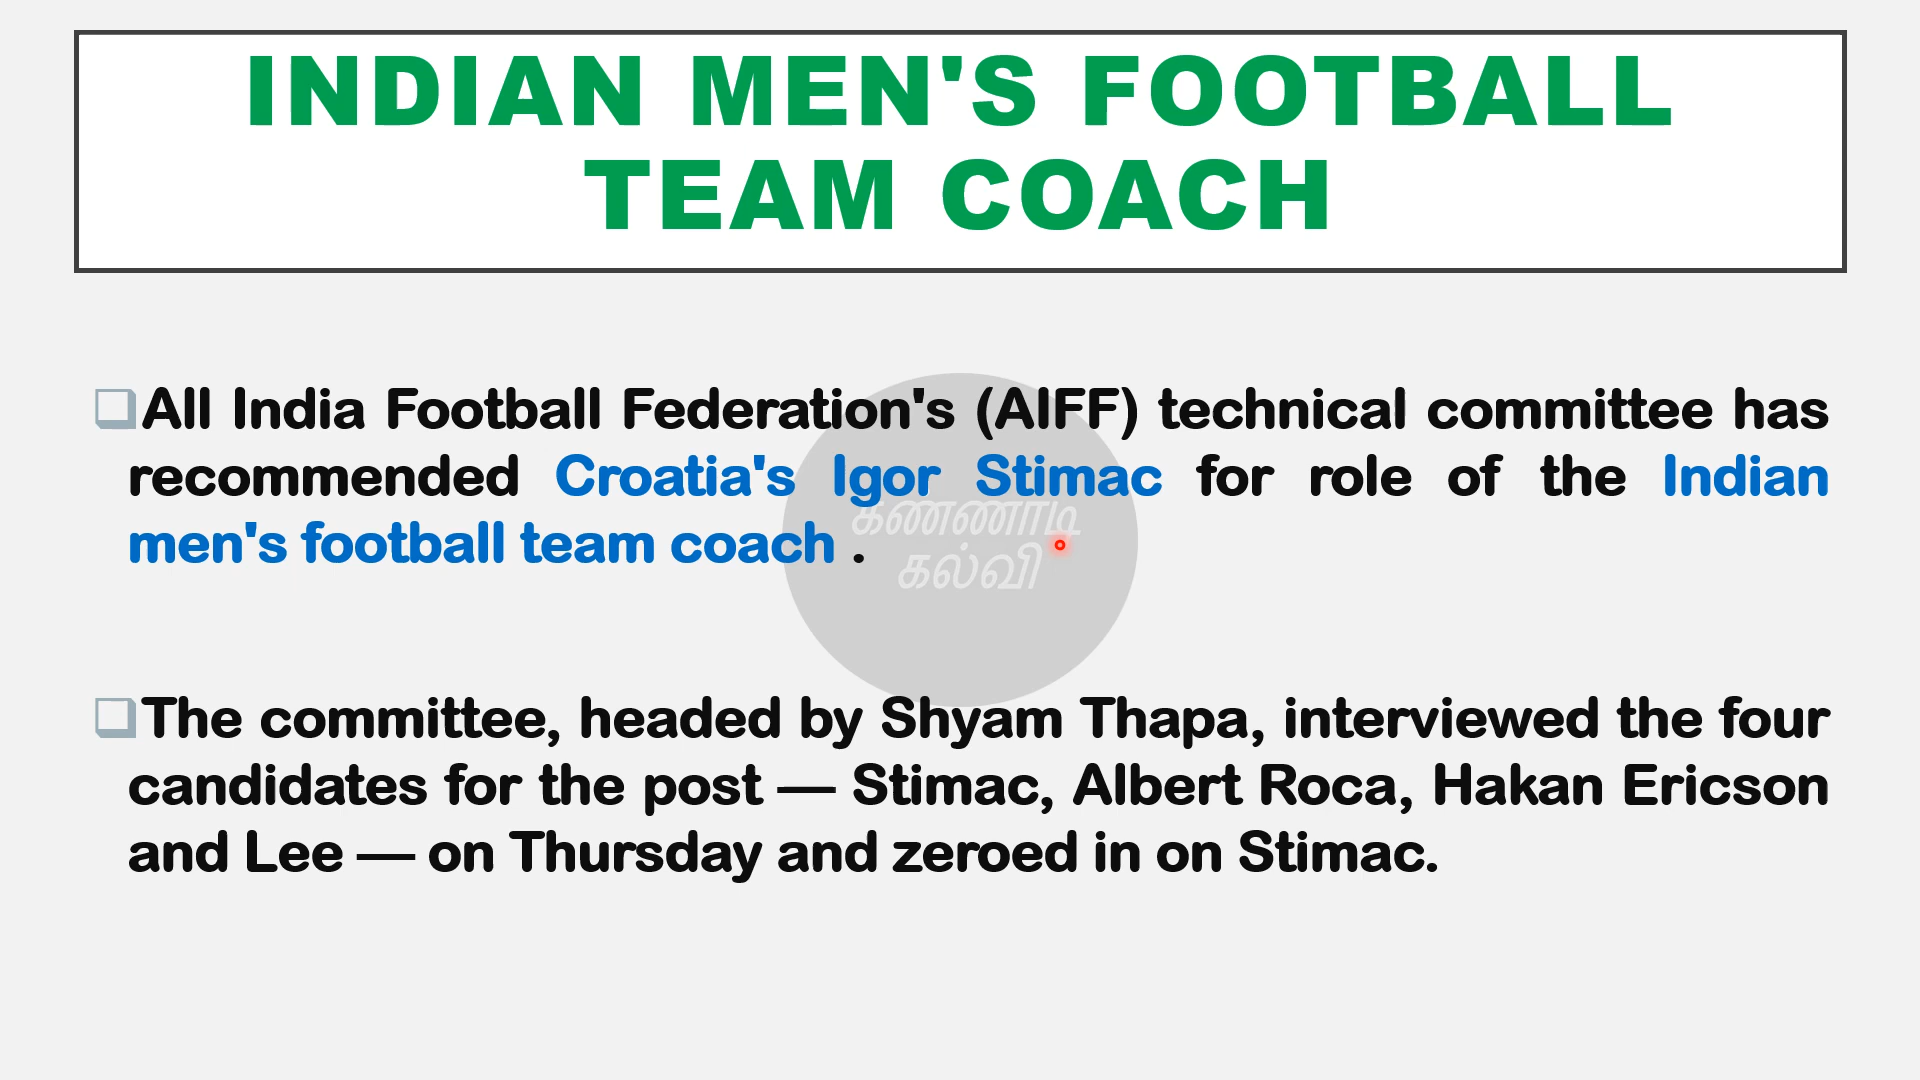 INDIAN MEN'S FOOTBALL
TEAM COACH
All India Football Federation's (AIFF) technical committee has
recommended Croatia's Igor Stimac for role of the Indian
men's football team coach .
கண்ணாடி
கல்வி
The committee, headed by Shyam Thapa, interviewed the four
candidates for the post — Stimac, Albert Roca, Hakan Ericson
and Lee — on Thursday and zeroed in on Stimac.